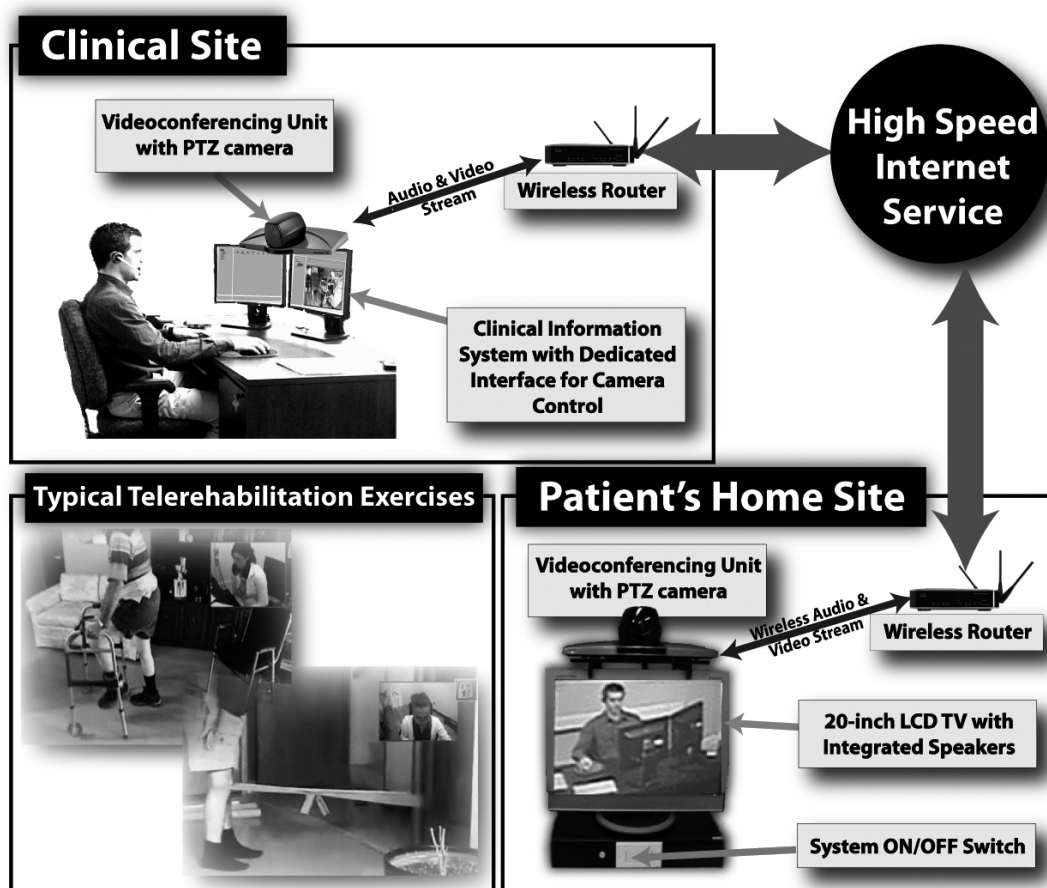 Clinical Site
Videoconferencing Unit
with PTZ camera
Audio & Video
Stream
Wireless Router
High Speed
Internet
Service
Clinical Information
System with Dedicated
Interface for Camera
Control
Typical Telerehabilitation Exercises
Patient's Home Site
Videoconferencing Unit
with PTZ camera
Wireless Audio &
Video Stream
Wireless Router
20-inch LCD TV with
Integrated Speakers
System ON/OFF Switch